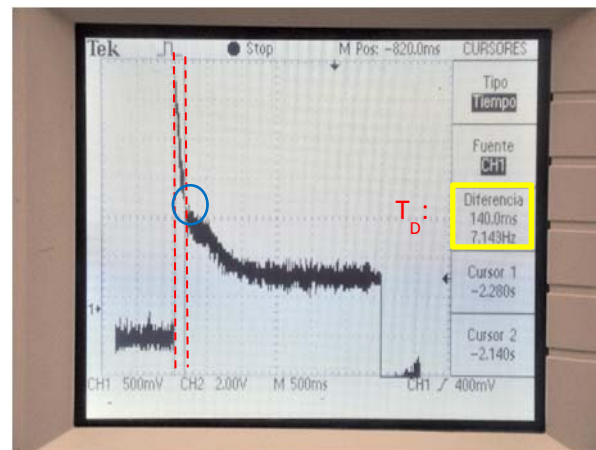 Tek
Stop
M Pos: -820.0ms
CURSORES
Tipo
Tiempo
Fuente
CH1
T_D:
Diferencia
140.0ms
7.143Hz
Cursor 1
-2.280s
Cursor 2
-2.140s
1
CH1 500mV CH2 2.00V M 500ms CH1 400mV